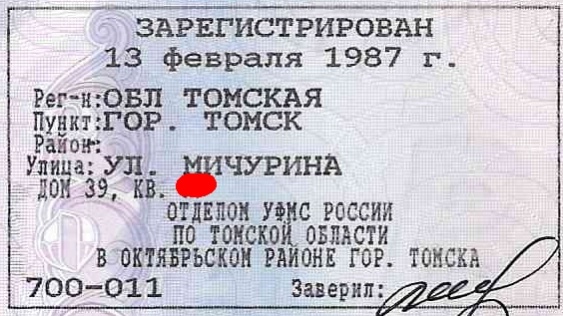 ЗАРЕГИСТРИРОВАН
13 февраля 1987 г.
Рег-н: ОБЛ ТОМСКАЯ
Пункт: ГОР. ТОМСК
Район:
Улица: УЛ. МИЧУРИНА
ДОМ 39, КВ.
ОТДЕЛОМ УФМС РОССИИ
ПО ТОМСКОЙ ОБЛАСТИ
В ОКТЯБРЬСКОМ РАЙОНЕ ГОР. ТОМСКА
700-011 Заверил: